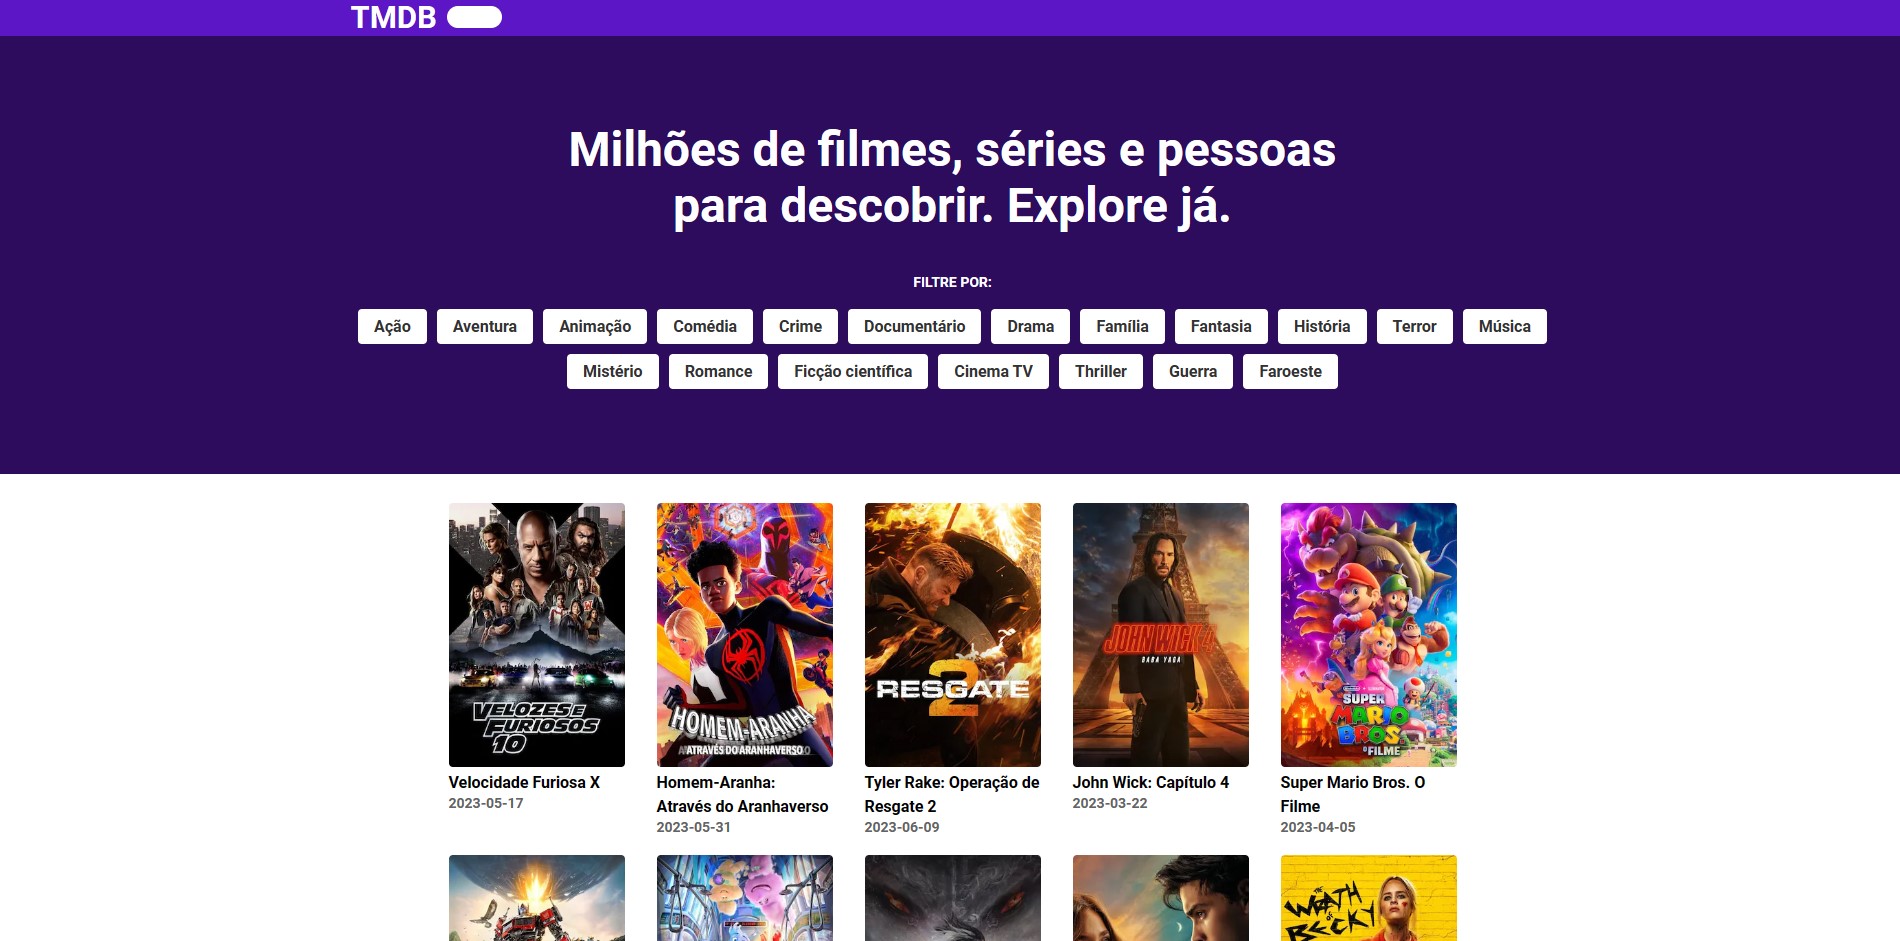 TMDB
Milhões de filmes, séries e pessoas
para descobrir. Explore já.
FILTRE POR:
Ação Aventura Animação Comédia Crime Documentário Drama Família Fantasia História Terror Música
Mistério Romance Ficção científica Cinema TV Thriller Guerra Faroeste
VELOZES E
FURIOSOS
10
HOMEM-ARANHA
ATRAVÉS DO ARANHAVERSO
RESGATE
2
JOHN WICK 4
BABA YAGA
SUPER
MARIO
BROS.
O FILME
Velocidade Furiosa X
2023-05-17
Homem-Aranha:
Através do Aranhaverso
2023-05-31
Tyler Rake: Operação de
Resgate 2
2023-06-09
John Wick: Capítulo 4
2023-03-22
Super Mario Bros. O
Filme
2023-04-05
THE
WRATH
OF
BECKY